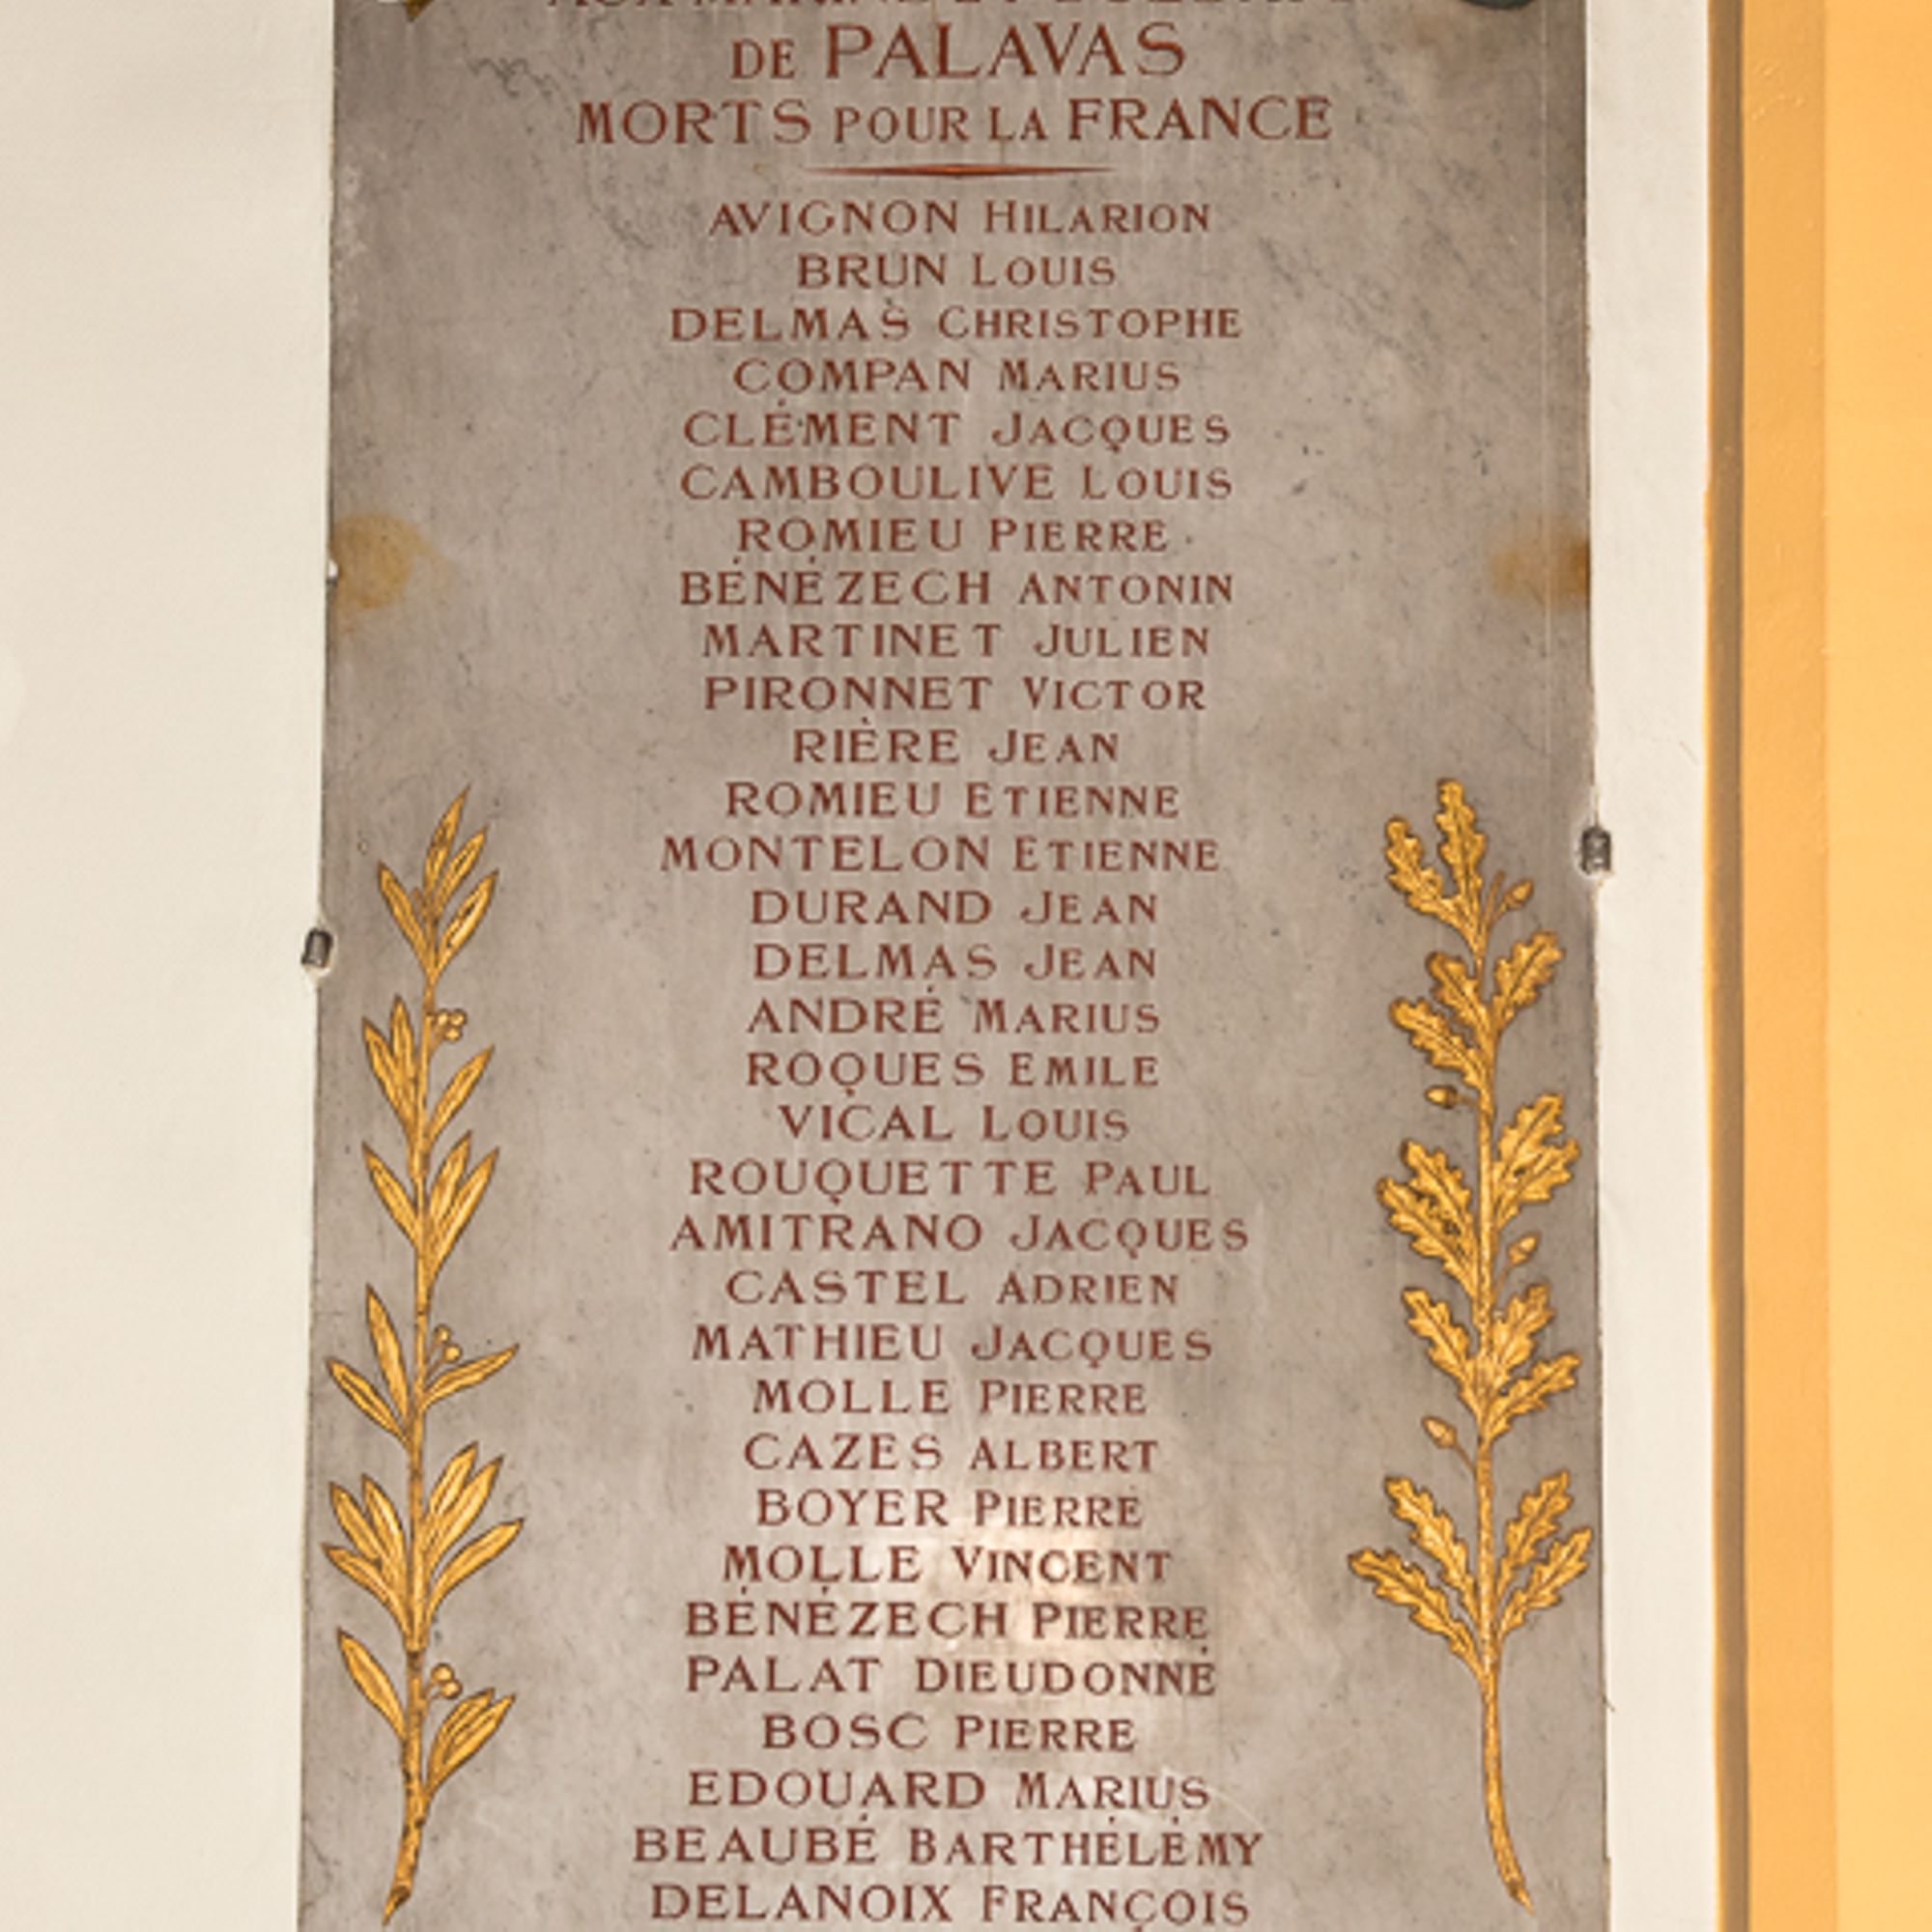 DE PALAVAS
MORTS POUR LA FRANCE
AVIGNON HILARION
BRUN LOUIS
DELMAS CHRISTOPHE
COMPAN MARIUS
CLÉMENT JACQUES
CAMBOULIVE LOUIS
ROMIEU PIERRE
BÉNÉZECH ANTONIN
MARTINET JULIEN
PIRONNET VICTOR
RIÈRE JEAN
ROMIEU ETIENNE
MONTELON ETIENNE
DURAND JEAN
DELMAS JEAN
ANDRÉ MARIUS
ROQUES EMILE
VICAL LOUIS
ROUQUETTE PAUL
AMITRANO JACQUES
CASTEL ADRIEN
MATHIEU JACQUES
MOLLE PIERRE
CAZES ALBERT
BOYER PIERRE
MOLLE VINCENT
BÉNÉZECH PIERRE
PALAT DIEUDONNÉ
BOSC PIERRE
EDOUARD MARIUS
BEAUBÉ BARTHÉLÉMY
DELANOIX FRANÇOIS